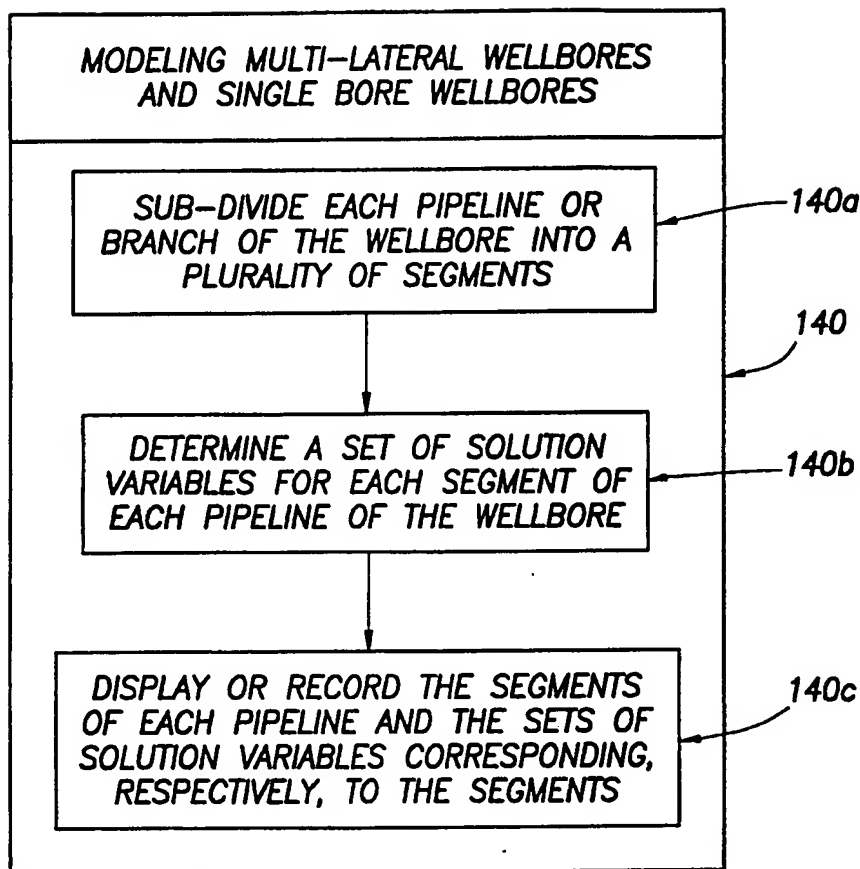 MODELING MULTI-LATERAL WELLBORES
AND SINGLE BORE WELLBORES
SUB-DIVIDE EACH PIPELINE OR
BRANCH OF THE WELLBORE INTO A
PLURALITY OF SEGMENTS
140a
140
DETERMINE A SET OF SOLUTION
VARIABLES FOR EACH SEGMENT OF
EACH PIPELINE OF THE WELLBORE
140b
DISPLAY OR RECORD THE SEGMENTS
OF EACH PIPELINE AND THE SETS OF
SOLUTION VARIABLES CORRESPONDING,
RESPECTIVELY, TO THE SEGMENTS
140c